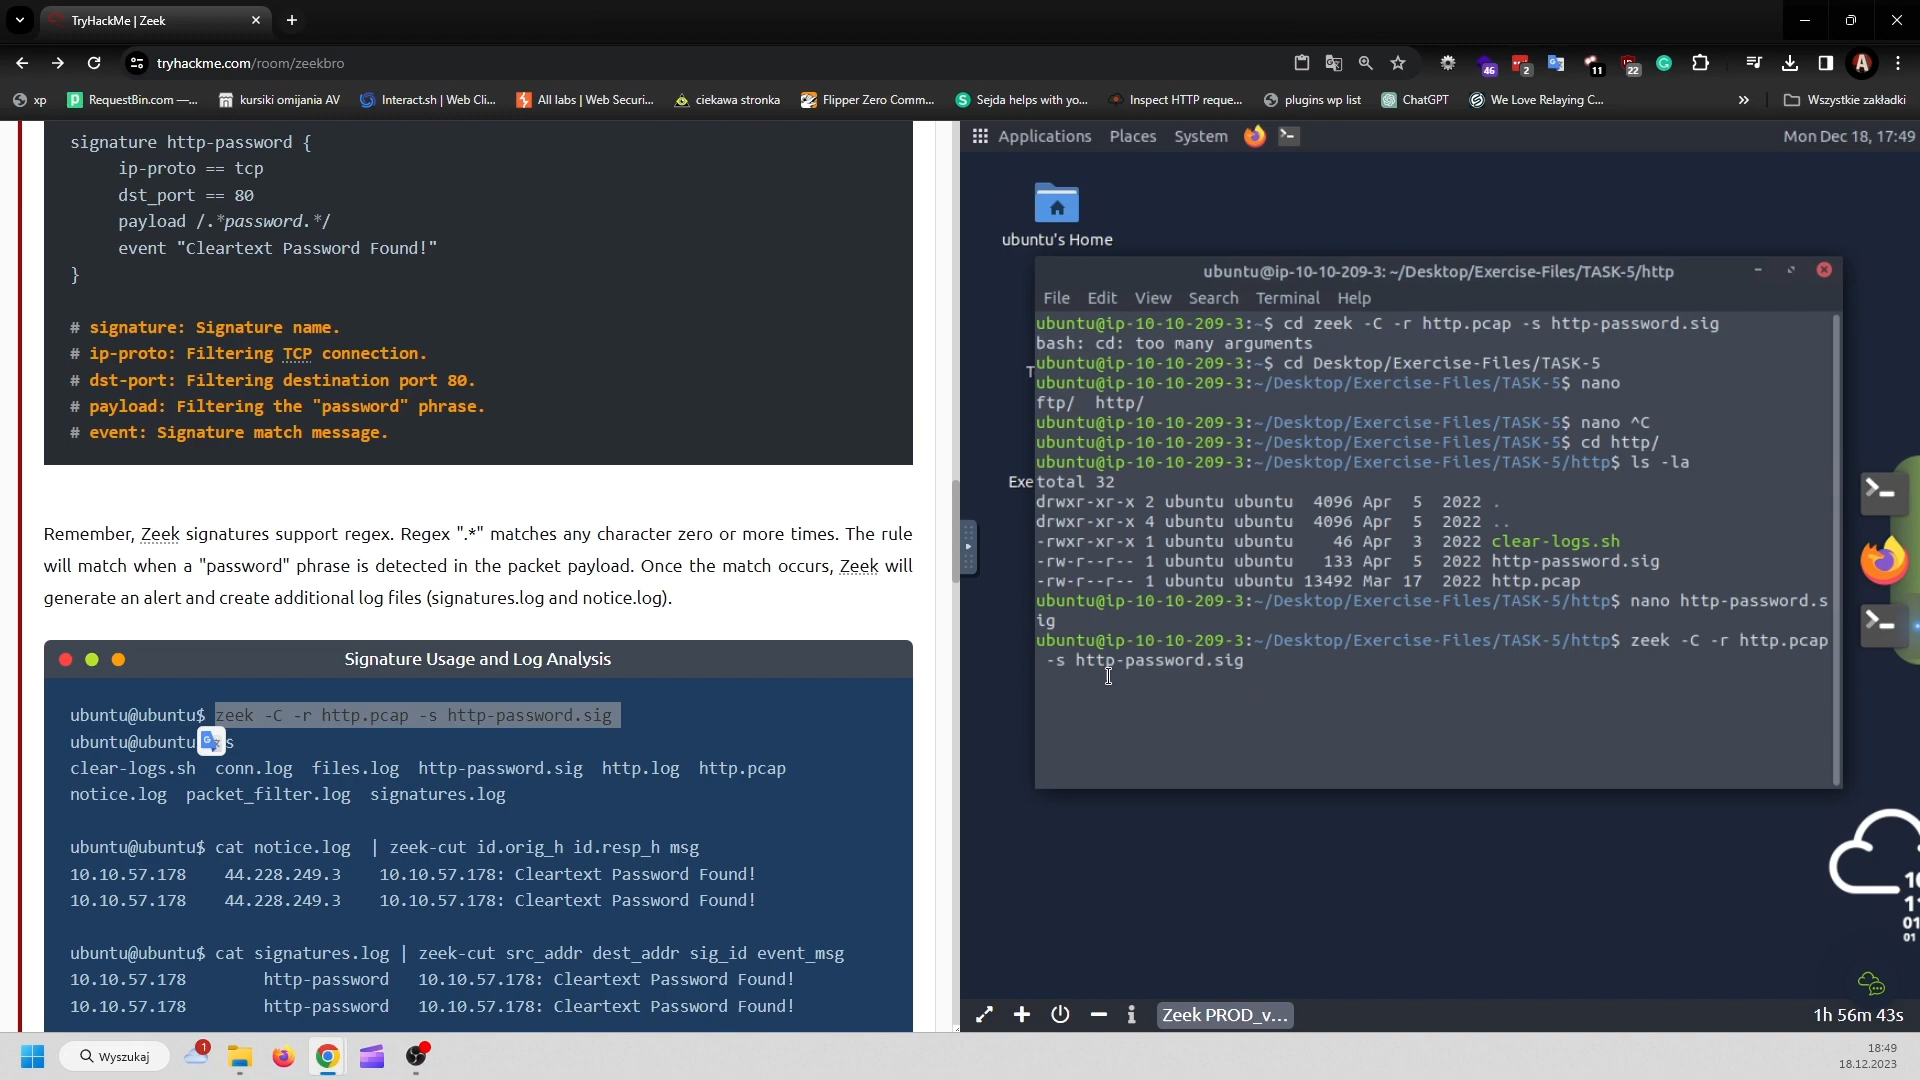 TryHackMe | Zeek
tryhackme.com/room/zeekbro
46
2
11
22
A
xp
RequestBin.com —...
kursiki omijania AV
Interact.sh | Web Cli...
All labs | Web Securi...
ciekawa stronka
Flipper Zero Comm...
Sejda helps with yo...
Inspect HTTP reque...
plugins wp list
ChatGPT
We Love Relaying C...
»
Wszystkie zakładki
signature http-password {
ip-proto == tcp
dst_port == 80
payload /.*password.*/
event "Cleartext Password Found!"
}
# signature: Signature name.
# ip-proto: Filtering TCP connection.
# dst-port: Filtering destination port 80.
# payload: Filtering the "password" phrase.
# event: Signature match message.
Remember, Zeek signatures support regex. Regex ".*" matches any character zero or more times. The rule
will match when a "password" phrase is detected in the packet payload. Once the match occurs, Zeek will
generate an alert and create additional log files (signatures.log and notice.log).
Signature Usage and Log Analysis
ubuntu@ubuntu$ zeek -C -r http.pcap -s http-password.sig
ubuntu@ubuntu s
clear-logs.sh conn.log files.log http-password.sig http.log http.pcap
notice.log packet_filter.log signatures.log
ubuntu@ubuntu$ cat notice.log | zeek-cut id.orig_h id.resp_h msg
10.10.57.178 44.228.249.3 10.10.57.178: Cleartext Password Found!
10.10.57.178 44.228.249.3 10.10.57.178: Cleartext Password Found!
ubuntu@ubuntu$ cat signatures.log | zeek-cut src_addr dest_addr sig_id event_msg
10.10.57.178 http-password 10.10.57.178: Cleartext Password Found!
10.10.57.178 http-password 10.10.57.178: Cleartext Password Found!
Applications Places System
Mon Dec 18, 17:49
ubuntu's Home
T
Exe
ubuntu@ip-10-10-209-3: ~/Desktop/Exercise-Files/TASK-5/http
File Edit View Search Terminal Help
ubuntu@ip-10-10-209-3:~$ cd zeek -C -r http.pcap -s http-password.sig
bash: cd: too many arguments
ubuntu@ip-10-10-209-3:~$ cd Desktop/Exercise-Files/TASK-5
ubuntu@ip-10-10-209-3:~/Desktop/Exercise-Files/TASK-5$ nano
ftp/ http/
ubuntu@ip-10-10-209-3:~/Desktop/Exercise-Files/TASK-5$ nano ^C
ubuntu@ip-10-10-209-3:~/Desktop/Exercise-Files/TASK-5$ cd http/
ubuntu@ip-10-10-209-3:~/Desktop/Exercise-Files/TASK-5/http$ ls -la
total 32
drwxr-xr-x 2 ubuntu ubuntu 4096 Apr 5 2022 .
drwxr-xr-x 4 ubuntu ubuntu 4096 Apr 5 2022 ..
-rwxr-xr-x 1 ubuntu ubuntu 46 Apr 3 2022 clear-logs.sh
-rw-r--r-- 1 ubuntu ubuntu 133 Apr 5 2022 http-password.sig
-rw-r--r-- 1 ubuntu ubuntu 13492 Mar 17 2022 http.pcap
ubuntu@ip-10-10-209-3:~/Desktop/Exercise-Files/TASK-5/http$ nano http-password.s
ig
ubuntu@ip-10-10-209-3:~/Desktop/Exercise-Files/TASK-5/http$ zeek -C -r http.pcap
-s http-password.sig
10
11
01
01
Zeek PROD_v...
1h 56m 43s
Wyszukaj
1
18:49
18.12.2023